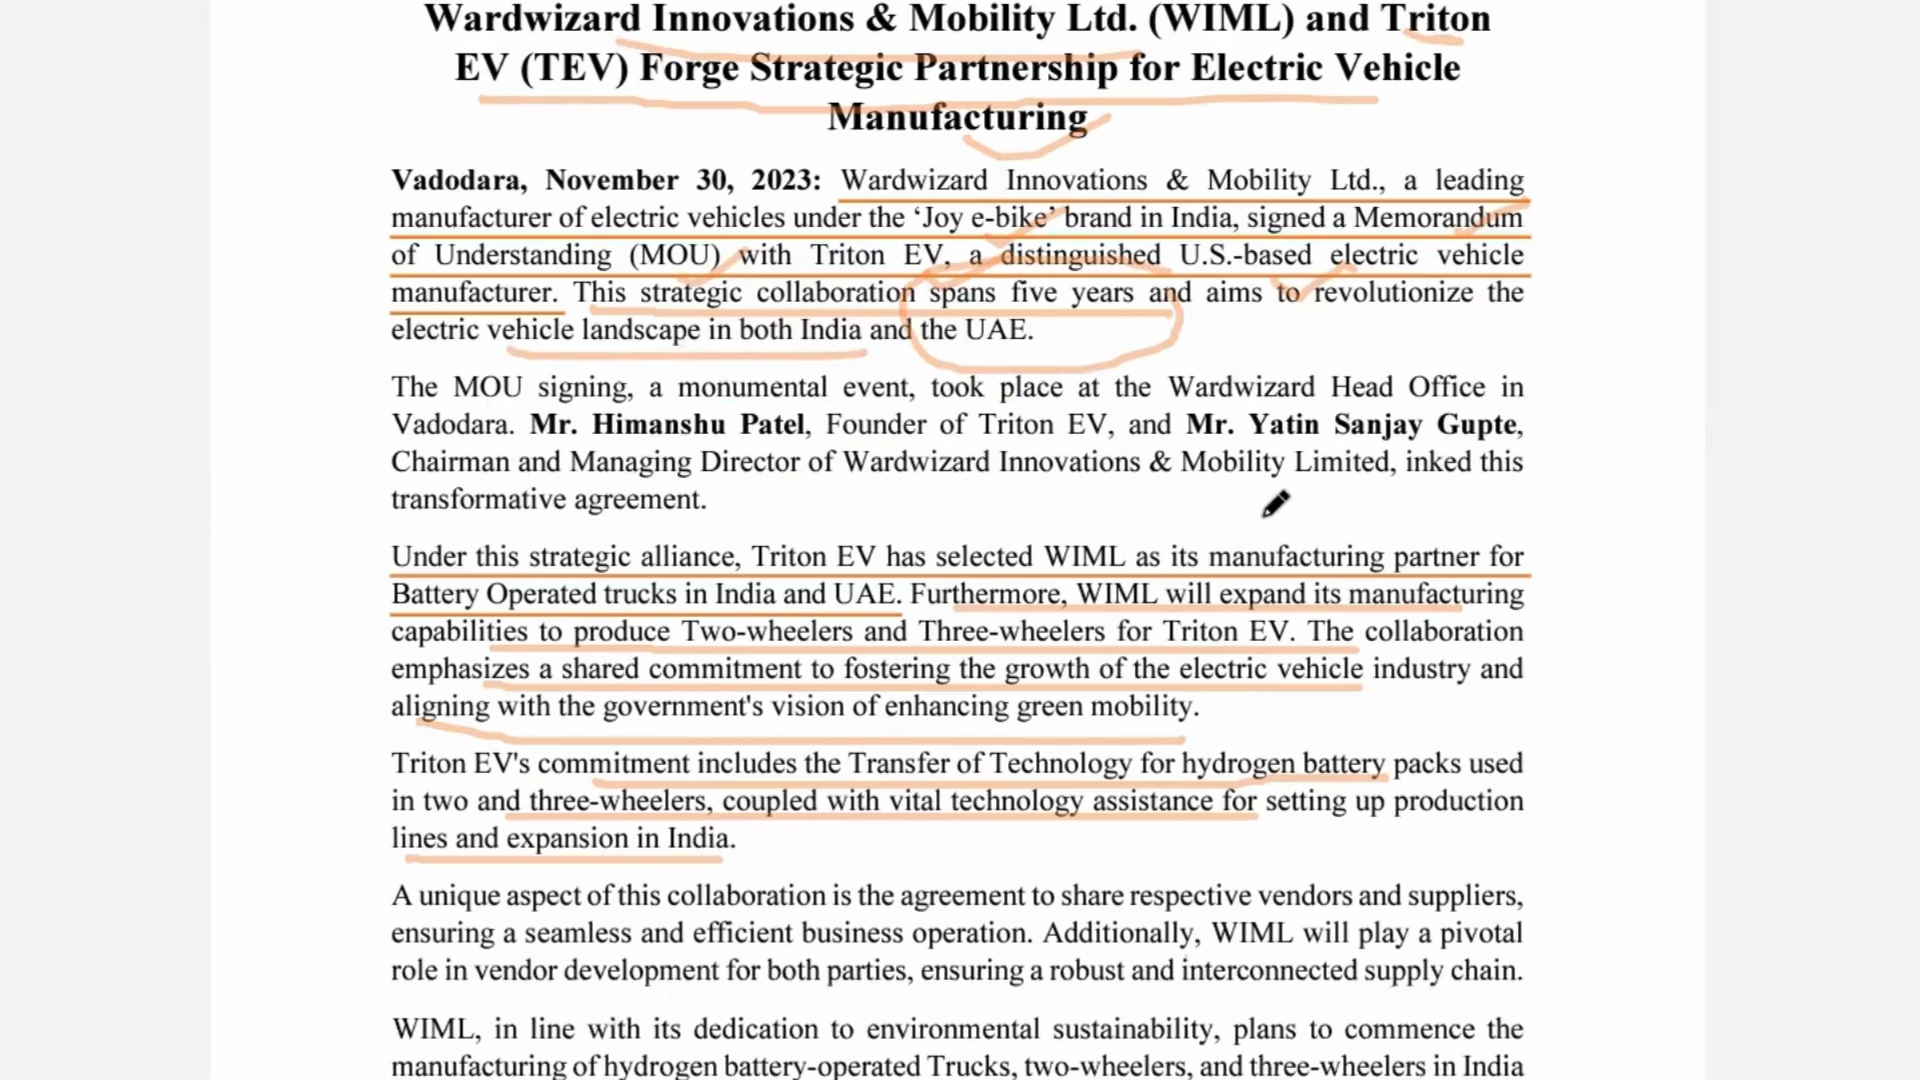 Wardwizard Innovations & Mobility Ltd. (WIML) and Triton
EV (TEV) Forge Strategic Partnership for Electric Vehicle
Manufacturing
Vadodara, November 30, 2023: Wardwizard Innovations & Mobility Ltd., a leading
manufacturer of electric vehicles under the ‘Joy e-bike’ brand in India, signed a Memorandum
of Understanding (MOU) with Triton EV, a distinguished U.S.-based electric vehicle
manufacturer. This strategic collaboration spans five years and aims to revolutionize the
electric vehicle landscape in both India and the UAE.
The MOU signing, a monumental event, took place at the Wardwizard Head Office in
Vadodara. Mr. Himanshu Patel, Founder of Triton EV, and Mr. Yatin Sanjay Gupte,
Chairman and Managing Director of Wardwizard Innovations & Mobility Limited, inked this
transformative agreement.
Under this strategic alliance, Triton EV has selected WIML as its manufacturing partner for
Battery Operated trucks in India and UAE. Furthermore, WIML will expand its manufacturing
capabilities to produce Two-wheelers and Three-wheelers for Triton EV. The collaboration
emphasizes a shared commitment to fostering the growth of the electric vehicle industry and
aligning with the government's vision of enhancing green mobility.
Triton EV's commitment includes the Transfer of Technology for hydrogen battery packs used
in two and three-wheelers, coupled with vital technology assistance for setting up production
lines and expansion in India.
A unique aspect of this collaboration is the agreement to share respective vendors and suppliers,
ensuring a seamless and efficient business operation. Additionally, WIML will play a pivotal
role in vendor development for both parties, ensuring a robust and interconnected supply chain.
WIML, in line with its dedication to environmental sustainability, plans to commence the
manufacturing of hydrogen battery-operated Trucks, two-wheelers, and three-wheelers in India